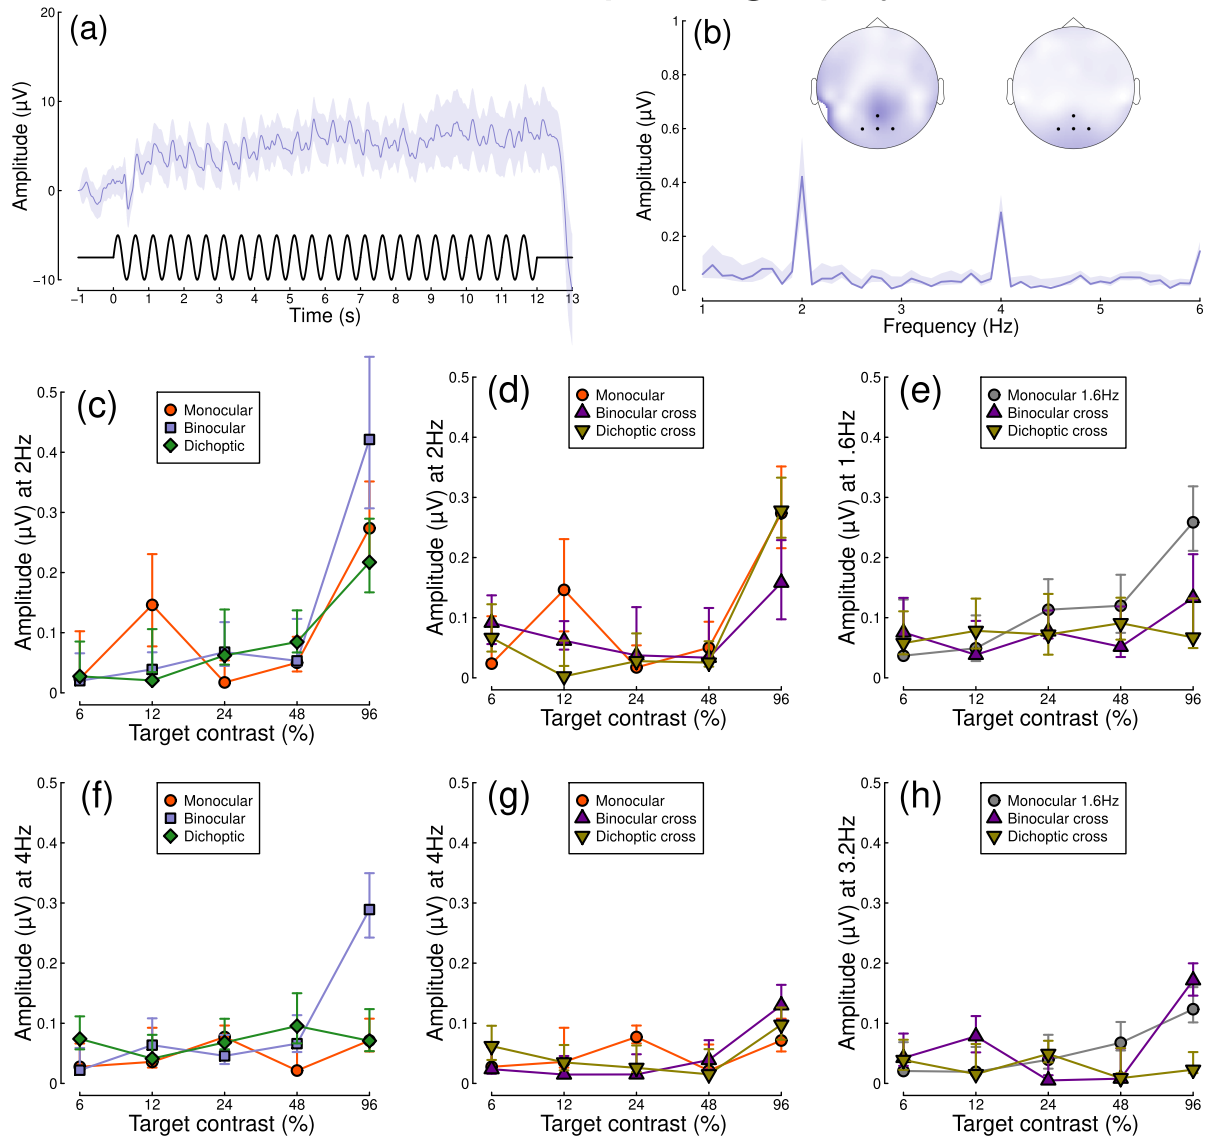 (a)
20
10
0
−10
Amplitude (µV)
−1 0 1 2 3 4 5 6 7 8 9 10 11 12 13
Time (s)
(b)
1
0.8
0.6
0.4
0.2
0
Amplitude (µV)
1 2 3 4 5 6
Frequency (Hz)
(c)
Monocular
Binocular
Dichoptic
0.5
0.4
0.3
0.2
0.1
0
Amplitude (µV) at 2Hz
6 12 24 48 96
Target contrast (%)
(d)
Monocular
Binocular cross
Dichoptic cross
0.5
0.4
0.3
0.2
0.1
0
Amplitude (µV) at 2Hz
6 12 24 48 96
Target contrast (%)
(e)
Monocular 1.6Hz
Binocular cross
Dichoptic cross
0.5
0.4
0.3
0.2
0.1
0
Amplitude (µV) at 1.6Hz
6 12 24 48 96
Target contrast (%)
(f)
Monocular
Binocular
Dichoptic
0.5
0.4
0.3
0.2
0.1
0
Amplitude (µV) at 4Hz
6 12 24 48 96
Target contrast (%)
(g)
Monocular
Binocular cross
Dichoptic cross
0.5
0.4
0.3
0.2
0.1
0
Amplitude (µV) at 4Hz
6 12 24 48 96
Target contrast (%)
(h)
Monocular 1.6Hz
Binocular cross
Dichoptic cross
0.5
0.4
0.3
0.2
0.1
0
Amplitude (µV) at 3.2Hz
6 12 24 48 96
Target contrast (%)